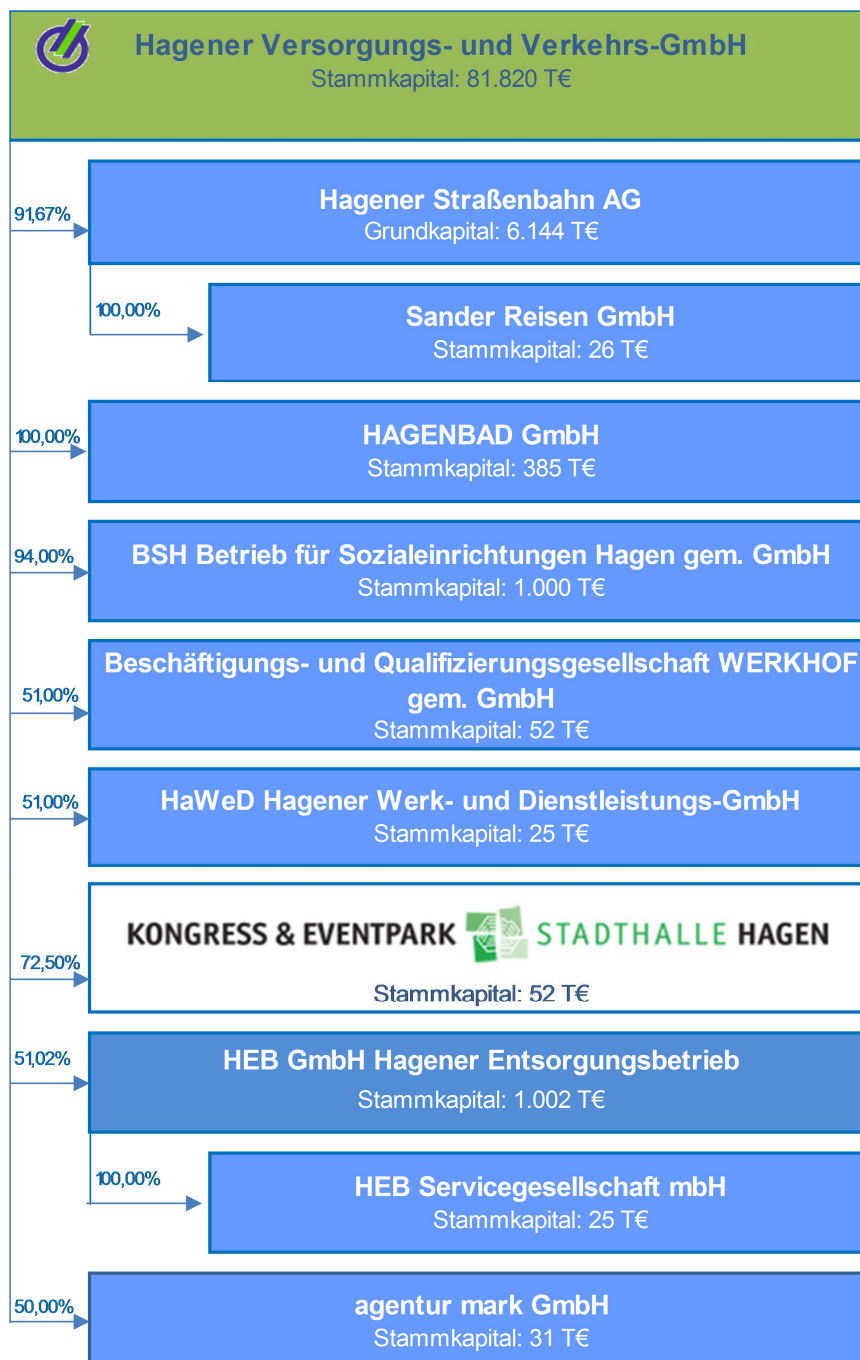 Hagener Versorgungs- und Verkehrs-GmbH
Stammkapital: 81.820 T€
91,67%
Hagener Straßenbahn AG
Grundkapital: 6.144 T€
100,00%
Sander Reisen GmbH
Stammkapital: 26 T€
100,00%
HAGENBAD GmbH
Stammkapital: 385 T€
94,00%
BSH Betrieb für Sozialeinrichtungen Hagen gem. GmbH
Stammkapital: 1.000 T€
51,00%
Beschäftigungs- und Qualifizierungsgesellschaft WERKHOF
gem. GmbH
Stammkapital: 52 T€
51,00%
HaWeD Hagener Werk- und Dienstleistungs-GmbH
Stammkapital: 25 T€
72,50%
KONGRESS & EVENTPARK STADTHALLE HAGEN
Stammkapital: 52 T€
51,02%
HEB GmbH Hagener Entsorgungsbetrieb
Stammkapital: 1.002 T€
100,00%
HEB Servicegesellschaft mbH
Stammkapital: 25 T€
50,00%
agentur mark GmbH
Stammkapital: 31 T€